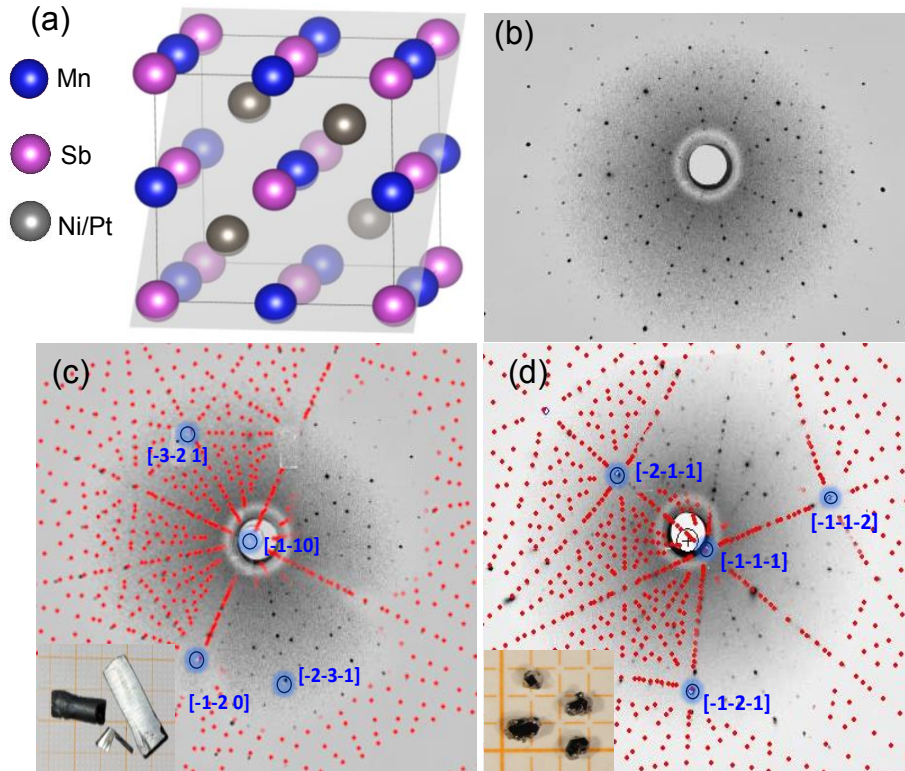 (a)
Mn
Sb
Ni/Pt
(b)
(c)
[-3-2 1]
[-1-10]
[-1-2 0]
[-2-3-1]
(d)
[-2-1-1]
[-1-1-2]
[-1-1-1]
[-1-2-1]